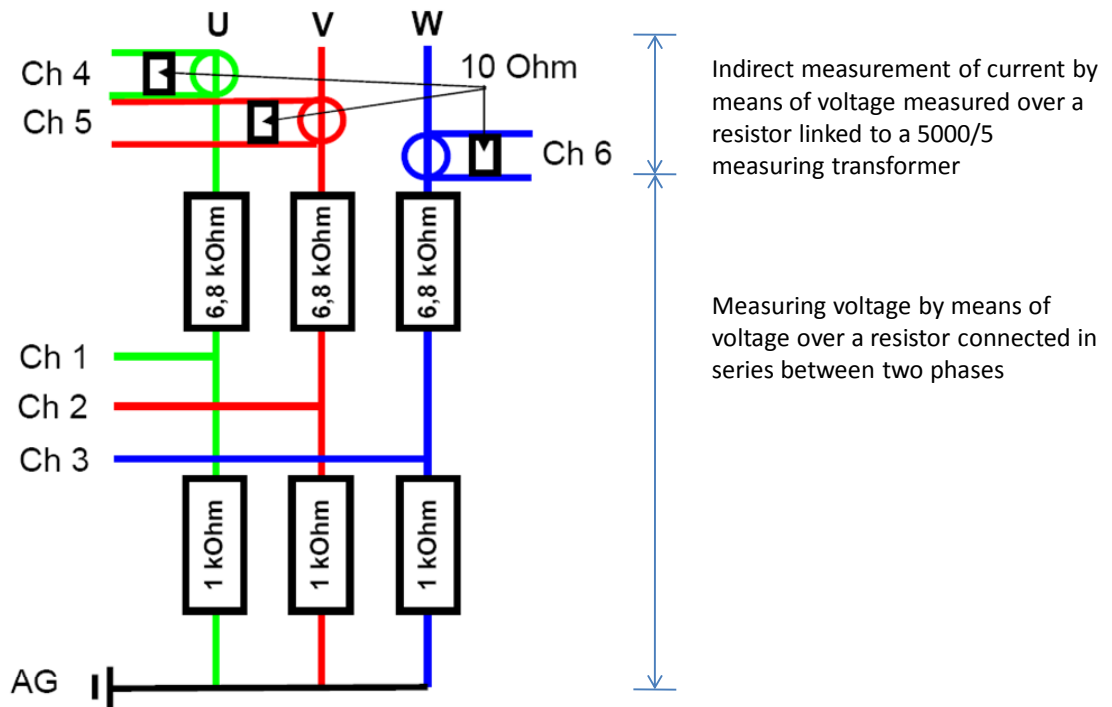 U V W
Ch 4
10 Ohm
Ch 5
Ch 6
6,8 kOhm
6,8 kOhm
6,8 kOhm
Ch 1
Ch 2
Ch 3
1 kOhm
1 kOhm
1 kOhm
AG
Indirect measurement of current by
means of voltage measured over a
resistor linked to a 5000/5
measuring transformer
Measuring voltage by means of
voltage over a resistor connected in
series between two phases